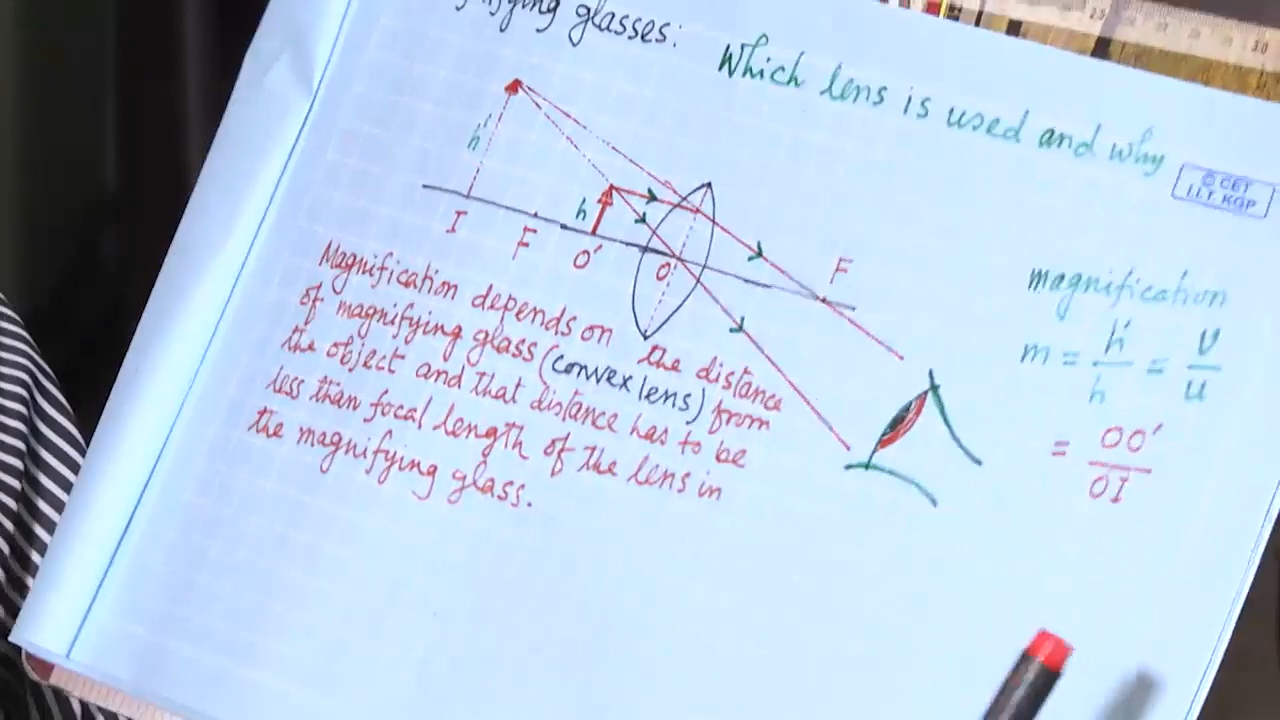 glasses:
Which lens is used and why
© CET
I.I.T. KGP
h'
h
I
F
O'
O
F
Magnification depends on the distance
of magnifying glass (convex lens) from
the object and that distance has to be
less than focal length of the lens in
the magnifying glass.
magnification
m = h'/h = v/u
= OO'/OI
30